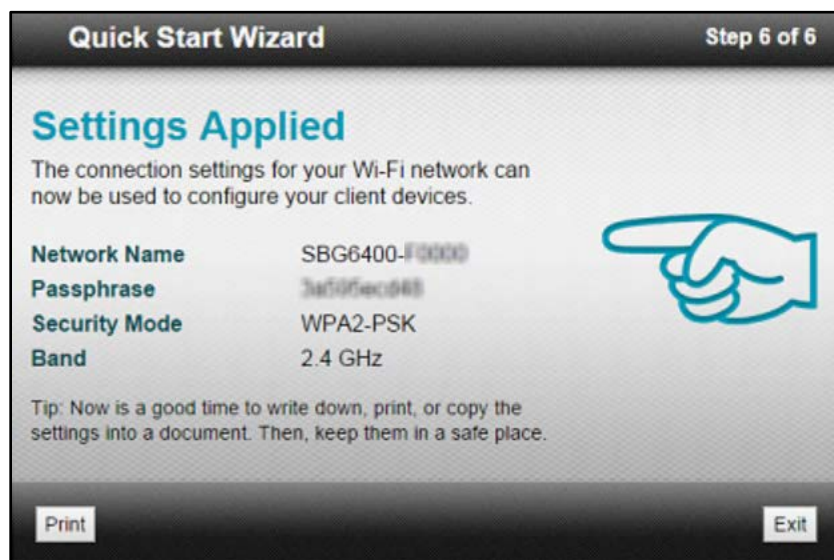 Quick Start Wizard
Step 6 of 6
Settings Applied
The connection settings for your Wi-Fi network can
now be used to configure your client devices.
Network Name SBG6400-
Passphrase
Security Mode WPA2-PSK
Band 2.4 GHz
Tip: Now is a good time to write down, print, or copy the
settings into a document. Then, keep them in a safe place.
Print
Exit